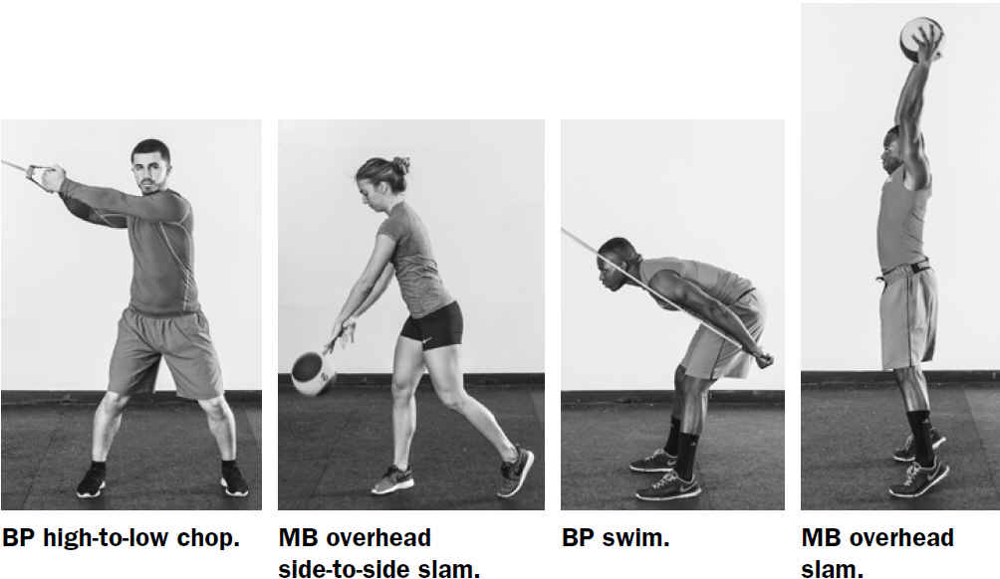 BP high-to-low chop.
MB overhead
side-to-side slam.
BP swim.
MB overhead
slam.